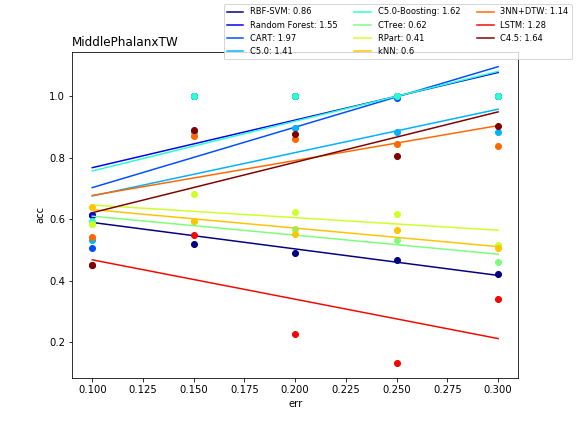 RBF-SVM: 0.86
Random Forest: 1.55
CART: 1.97
C5.0: 1.41
C5.0-Boosting: 1.62
CTree: 0.62
RPart: 0.41
kNN: 0.6
3NN+DTW: 1.14
LSTM: 1.28
C4.5: 1.64
MiddlePhalanxTW
1.0
0.8
0.6
0.4
0.2
acc
0.100 0.125 0.150 0.175 0.200 0.225 0.250 0.275 0.300
err